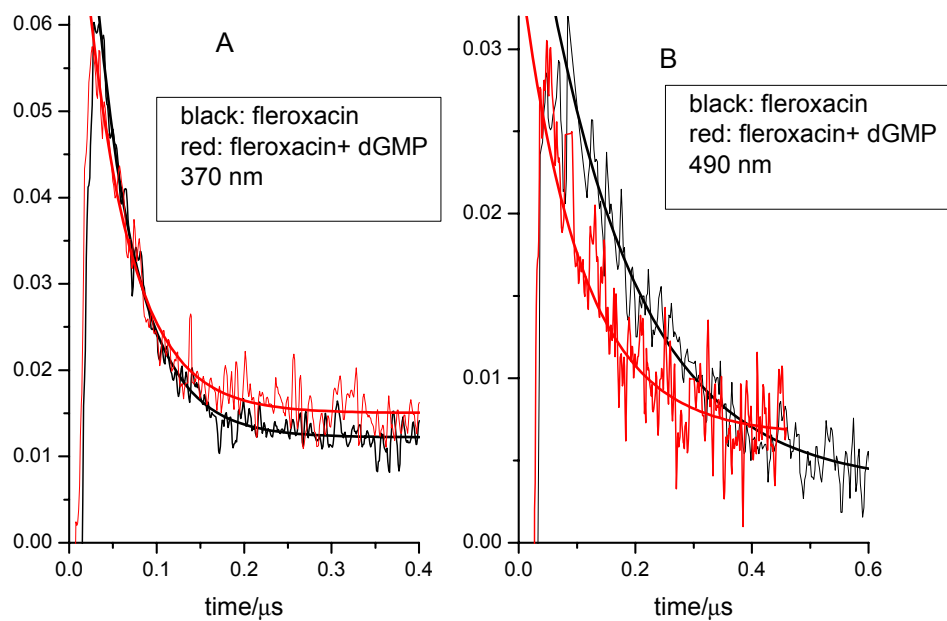 A
black: fleroxacin
red: fleroxacin+ dGMP
370 nm
0.06
0.05
0.04
0.03
0.02
0.01
0.00
0.0 0.1 0.2 0.3 0.4
time/μs
B
black: fleroxacin
red: fleroxacin+ dGMP
490 nm
0.03
0.02
0.01
0.00
0.0 0.2 0.4 0.6
time/μs